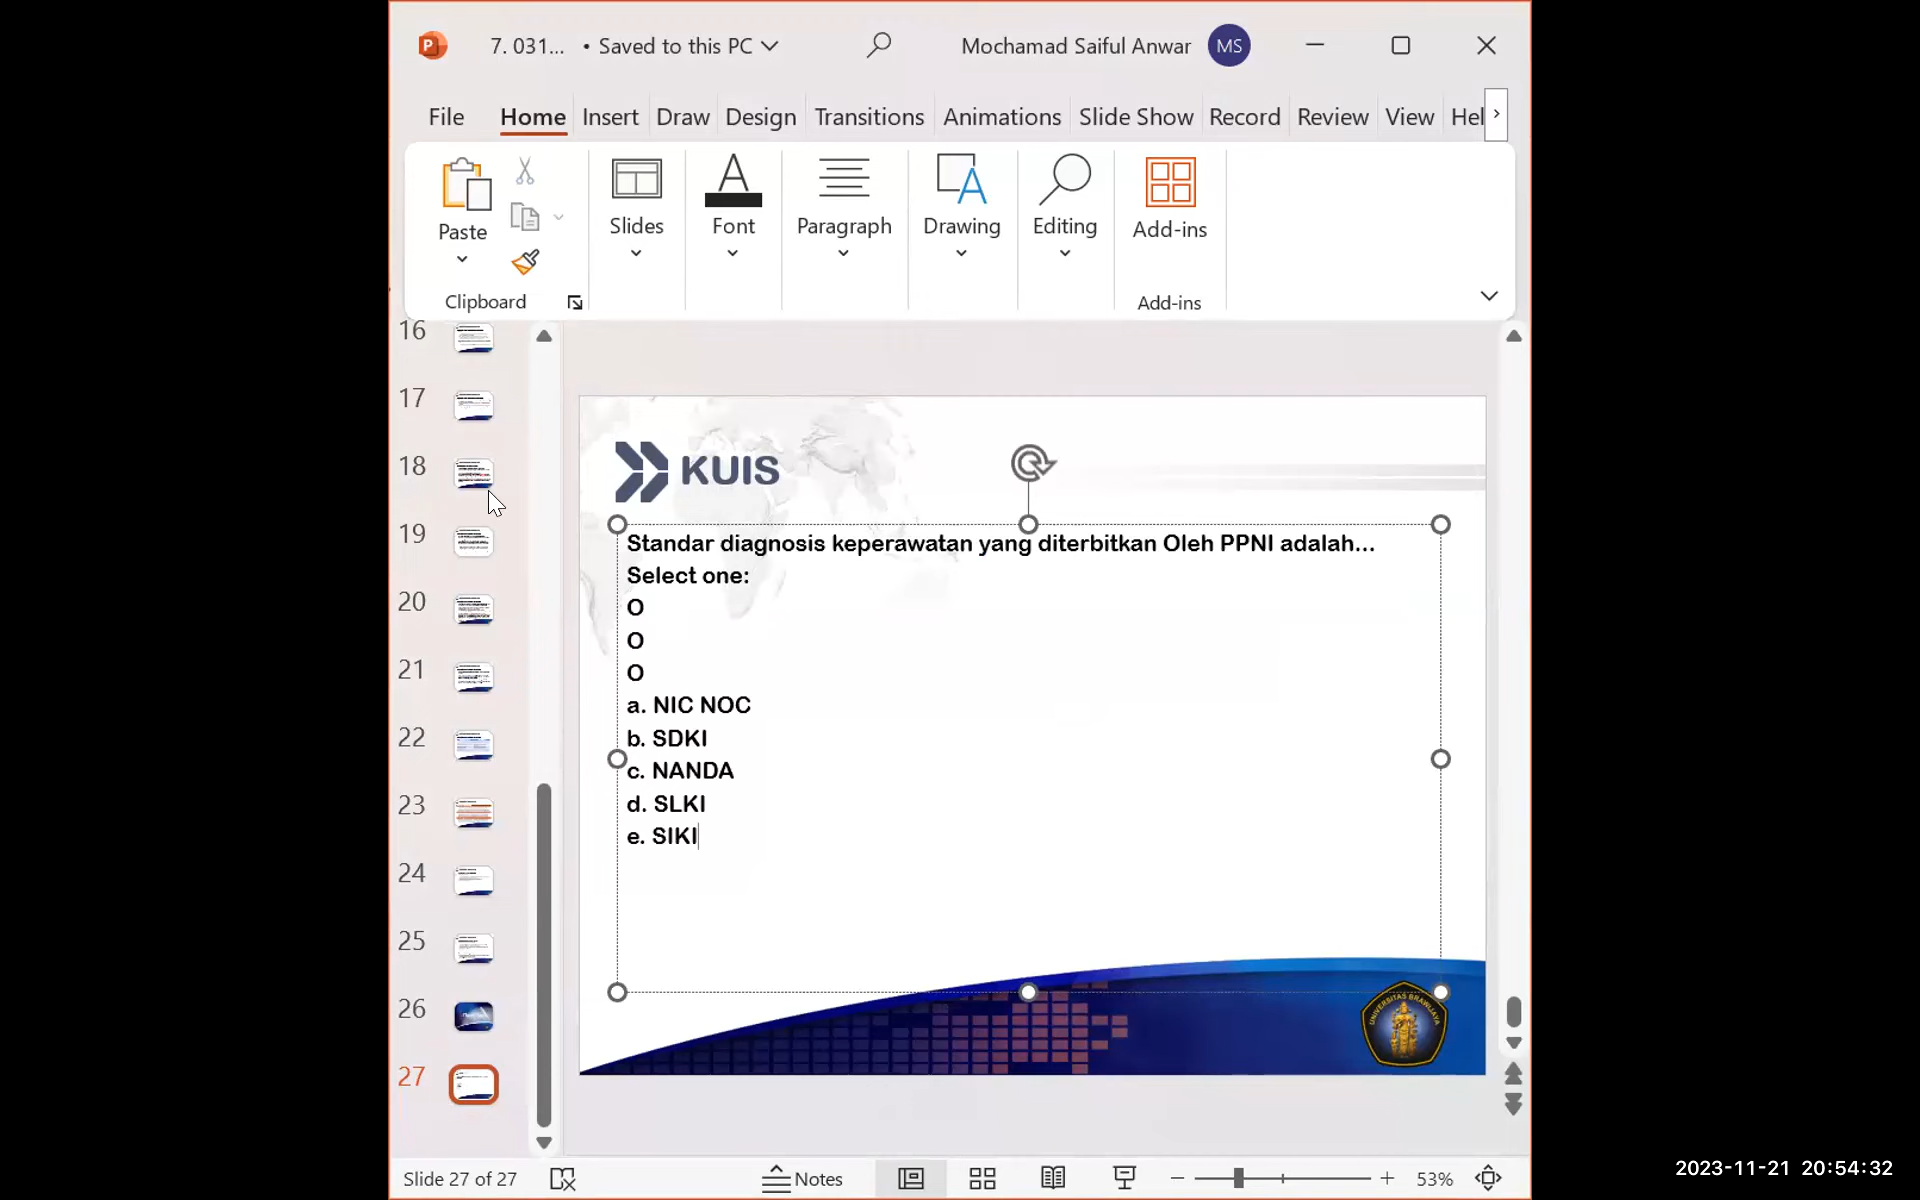 7. 031... • Saved to this PC
Mochamad Saiful Anwar MS
File Home Insert Draw Design Transitions Animations Slide Show Record Review View Hel
Paste
Slides
Font
Paragraph
Drawing
Editing
Add-ins
Clipboard
Add-ins
16
17
18
19
20
21
22
23
24
25
26
27
KUIS
Standar diagnosis keperawatan yang diterbitkan Oleh PPNI adalah...
Select one:
O
O
O
a. NIC NOC
b. SDKI
c. NANDA
d. SLKI
e. SIKI
UNIVERSITAS BRAWIJAYA
Slide 27 of 27
Notes
53%
2023-11-21 20:54:32